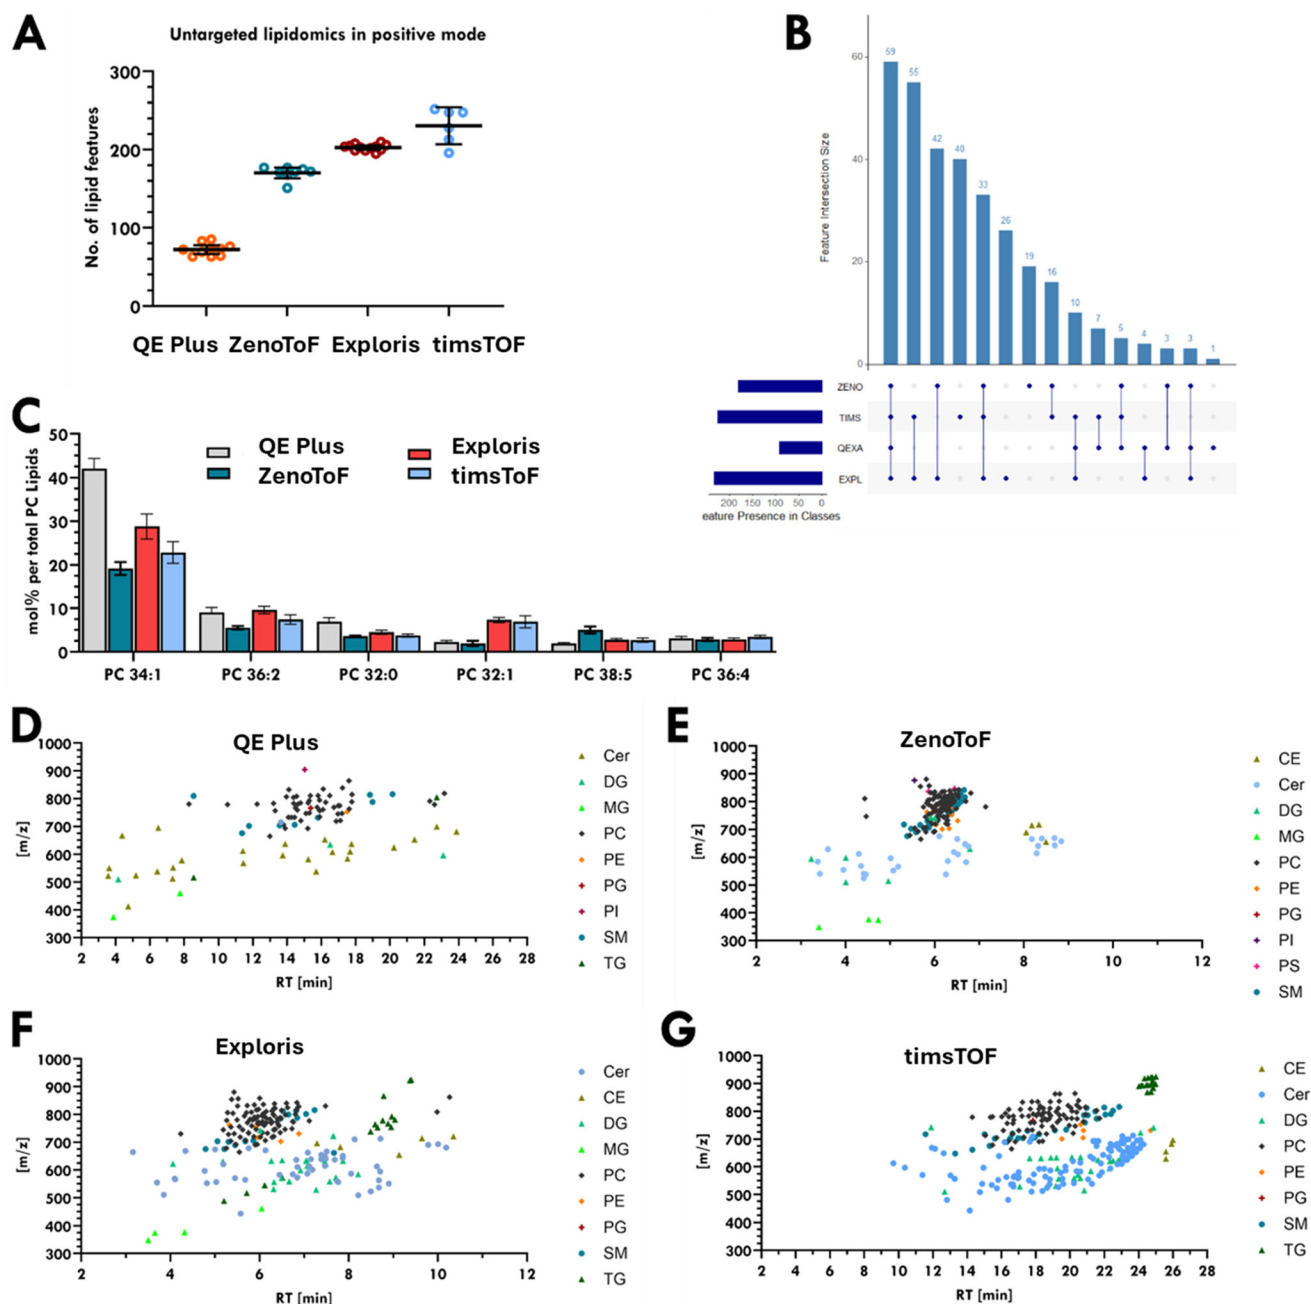 A
Untargeted lipidomics in positive mode
No. of lipid features
300
200
100
0
QE Plus ZenoToF Exploris timsTOF
B
Feature Intersection Size
60
40
20
0
59
55
42
40
33
26
19
16
10
7
5
4
3
3
1
ZENO
TIMS
QEXA
EXPL
200 150 100 50 0
eature Presence in Classes
C
mol% per total PC Lipids
50
40
30
20
10
0
QE Plus
Exploris
ZenoToF
timsToF
PC 34:1 PC 36:2 PC 32:0 PC 32:1 PC 38:5 PC 36:4
D
QE Plus
[m/z]
1000
900
800
700
600
500
400
300
2 4 6 8 10 12 14 16 18 20 22 24 26 28
RT [min]
Cer
DG
MG
PC
PE
PG
PI
SM
TG
E
ZenoToF
[m/z]
1000
900
800
700
600
500
400
300
2 4 6 8 10 12
RT [min]
CE
Cer
DG
MG
PC
PE
PG
PI
PS
SM
F
Exploris
[m/z]
1000
900
800
700
600
500
400
300
2 4 6 8 10 12
RT [min]
Cer
CE
DG
MG
PC
PE
PG
SM
TG
G
timsTOF
[m/z]
1000
900
800
700
600
500
400
300
2 4 6 8 10 12 14 16 18 20 22 24 26 28
RT [min]
CE
Cer
DG
PC
PE
PG
SM
TG